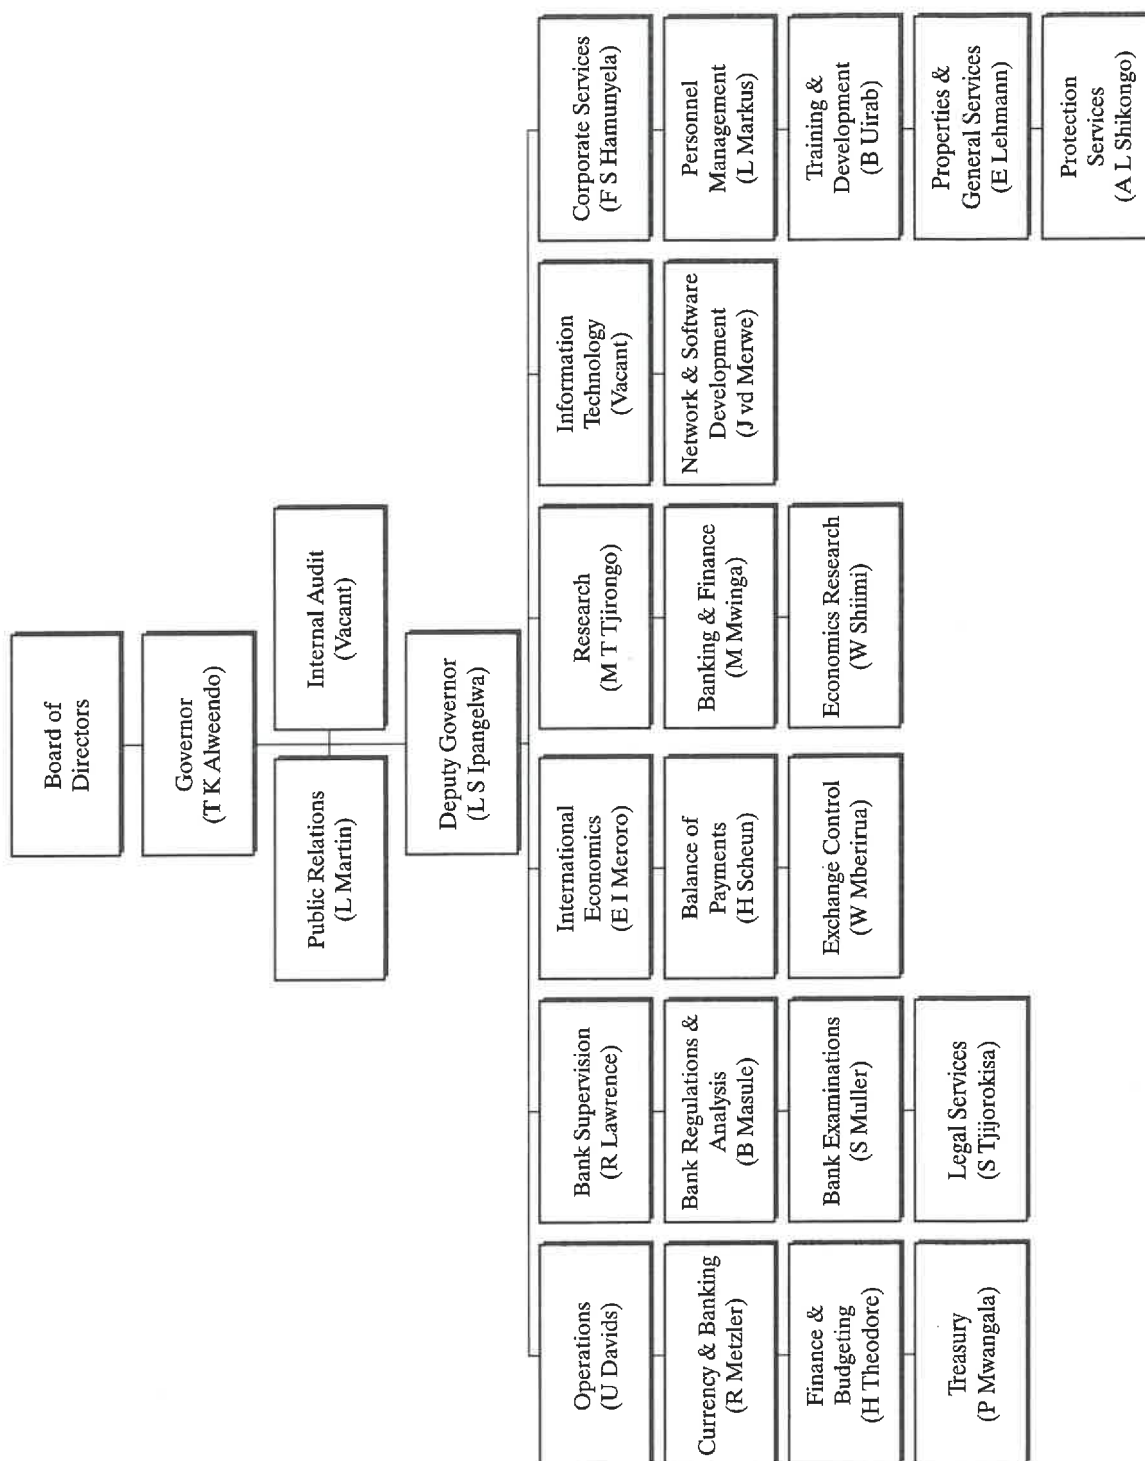 Board of
Directors
Governor
(T K Alweendo)
Public Relations
(L Martin)
Internal Audit
(Vacant)
Deputy Governor
(L S Ipangelwa)
Operations
(U Davids)
Currency & Banking
(R Metzler)
Finance &
Budgeting
(H Theodore)
Treasury
(P Mwangala)
Bank Supervision
(R Lawrence)
Bank Regulations &
Analysis
(B Masule)
Bank Examinations
(S Muller)
Legal Services
(S Tjijorokisa)
International
Economics
(E I Meroro)
Balance of
Payments
(H Scheun)
Exchange Control
(W Mberirua)
Research
(M T Tjirongo)
Banking & Finance
(M Mwinga)
Economics Research
(W Shiimi)
Information
Technology
(Vacant)
Network & Software
Development
(J vd Merwe)
Corporate Services
(F S Hamunyela)
Personnel
Management
(L Markus)
Training &
Development
(B Uirab)
Properties &
General Services
(E Lehmann)
Protection
Services
(A L Shikongo)